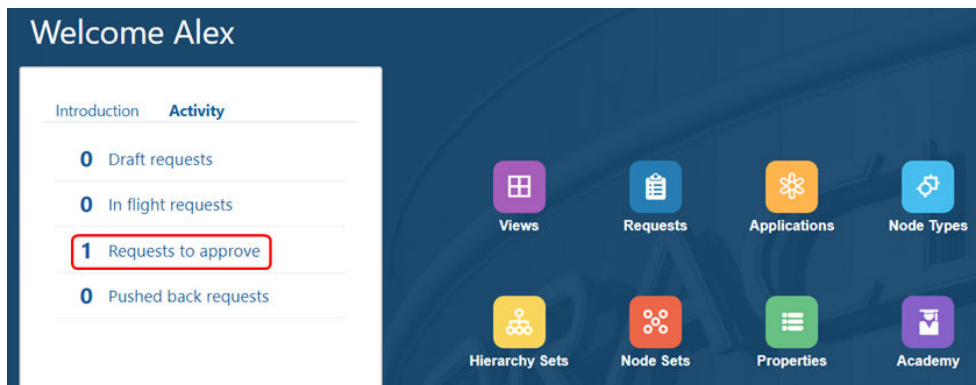 Welcome Alex
Introduction Activity
0 Draft requests
0 In flight requests
1 Requests to approve
0 Pushed back requests
Views Requests Applications Node Types
Hierarchy Sets Node Sets Properties Academy